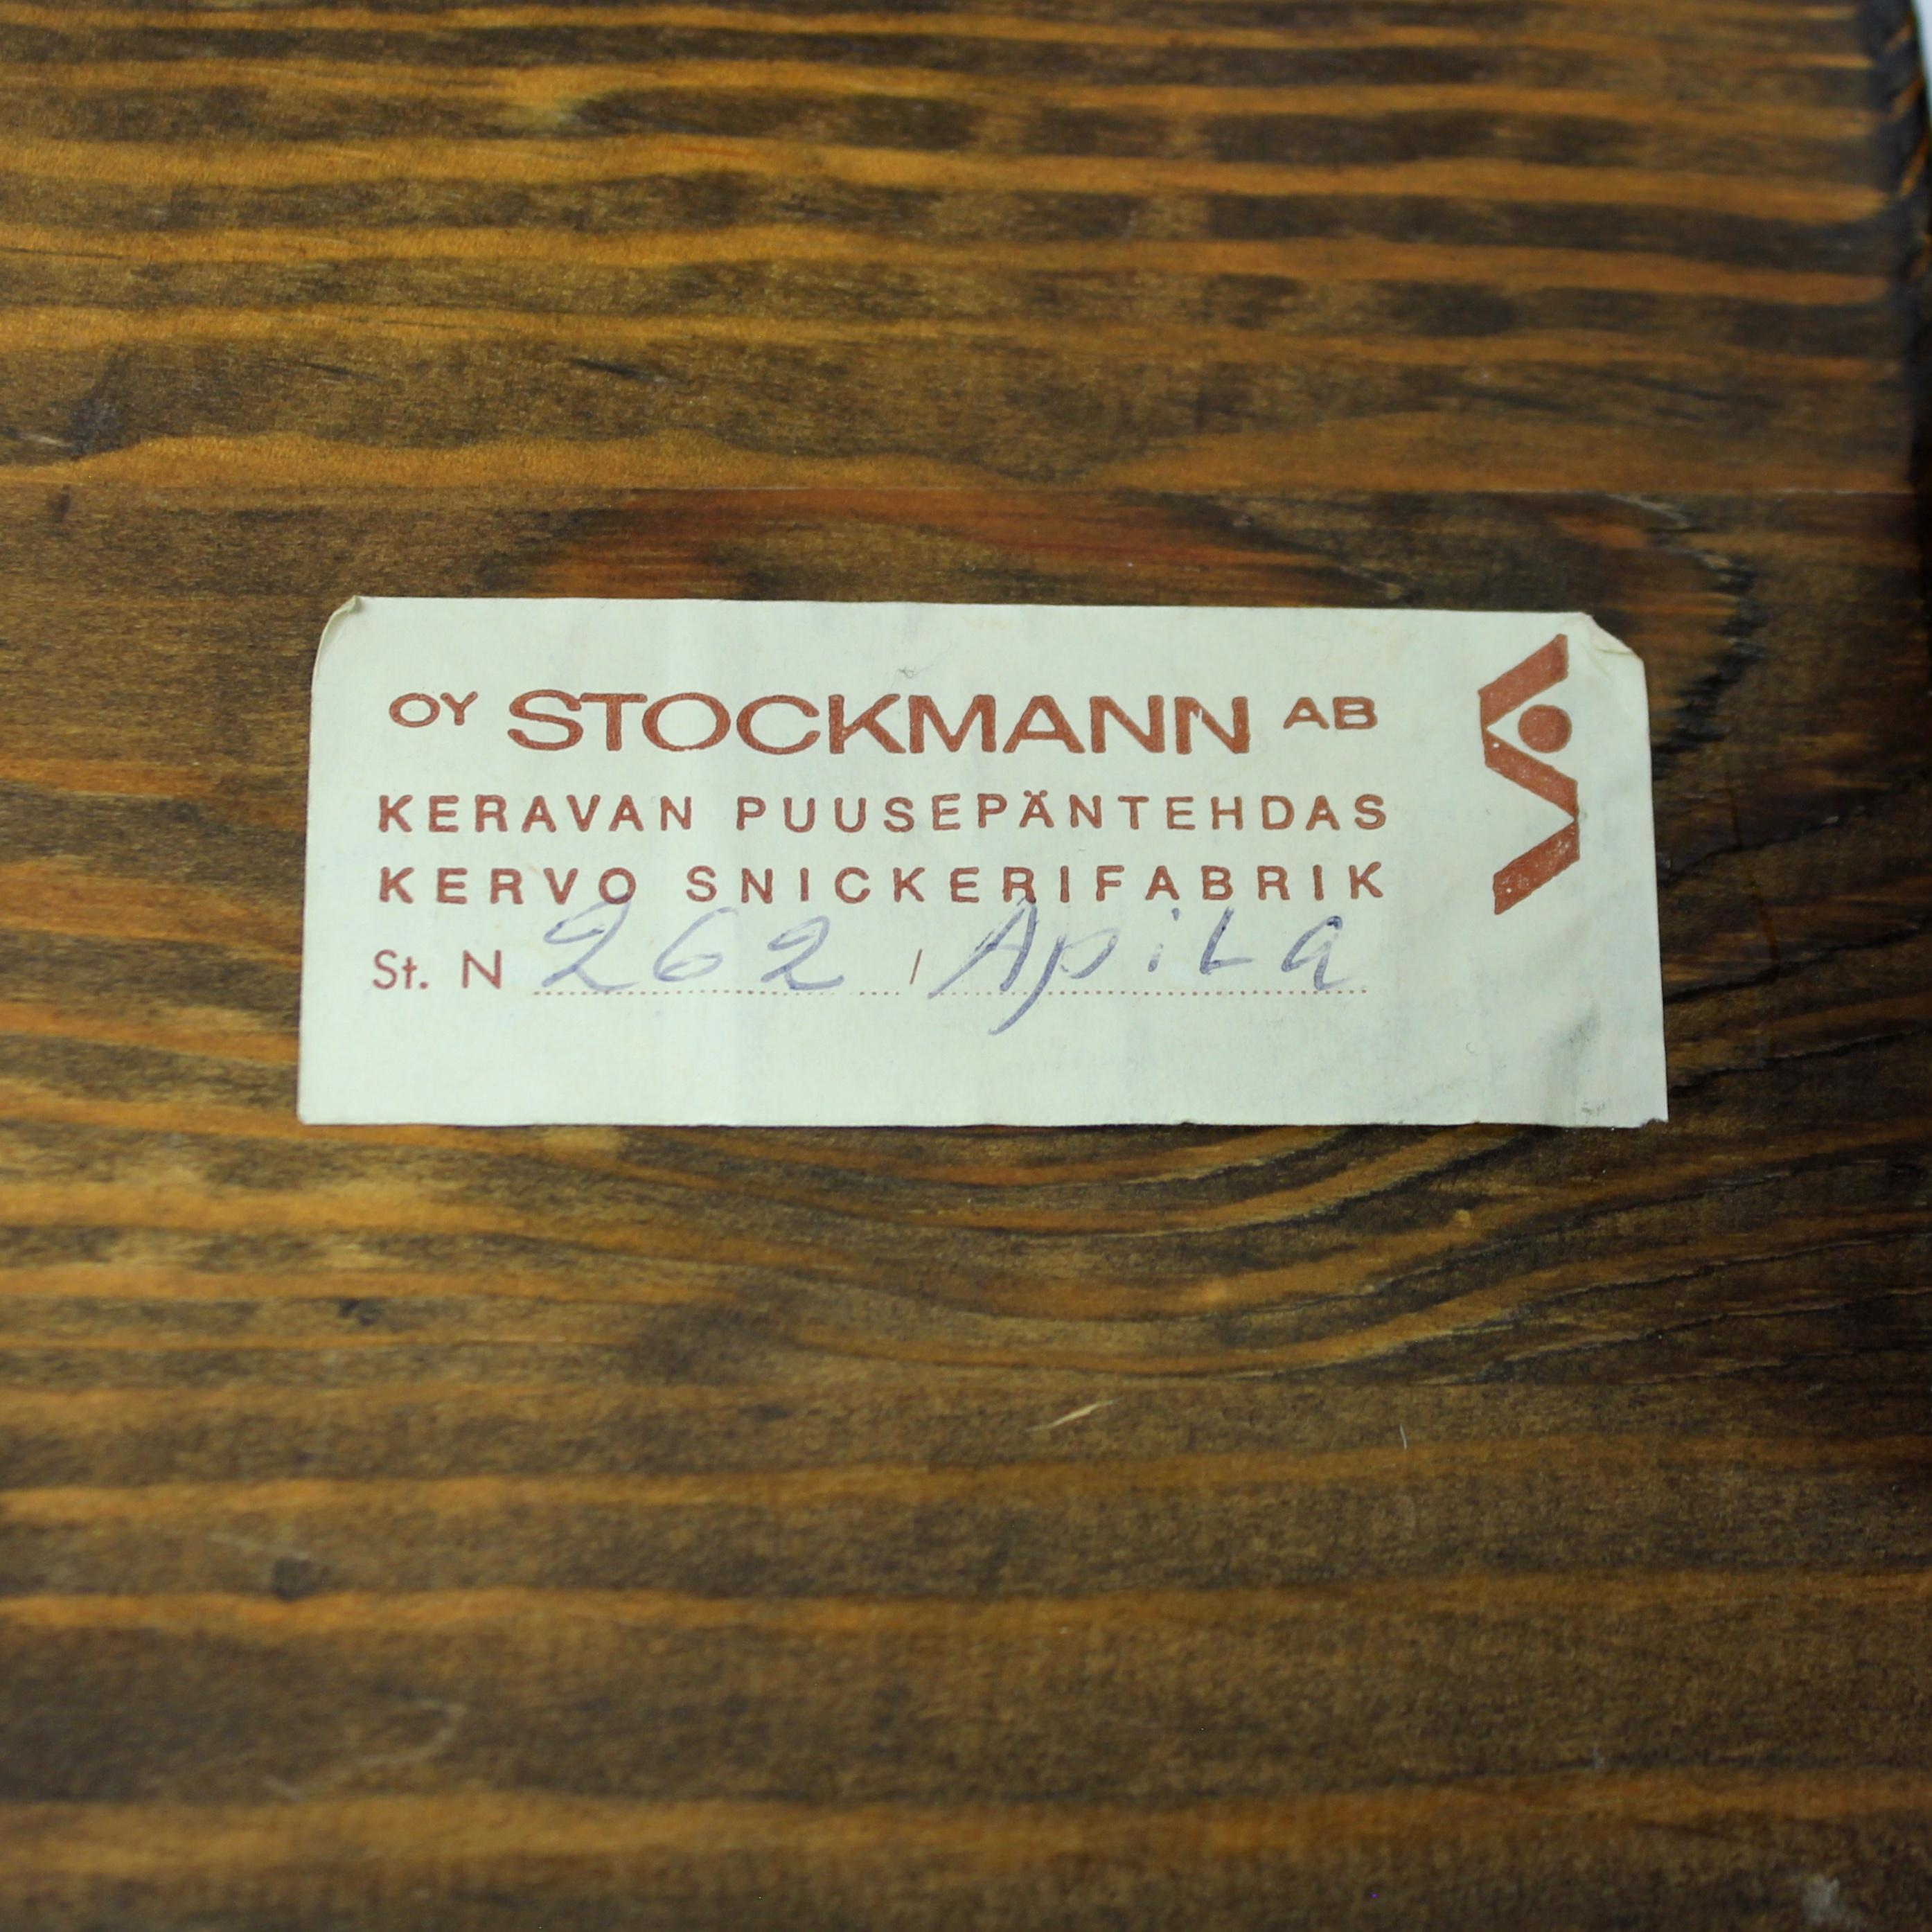 OY STOCKMANN AB
KERAVAN PUUSEPÄNTEHDAS
KERVO SNICKERIFABRIK
St. N 262 / Apila